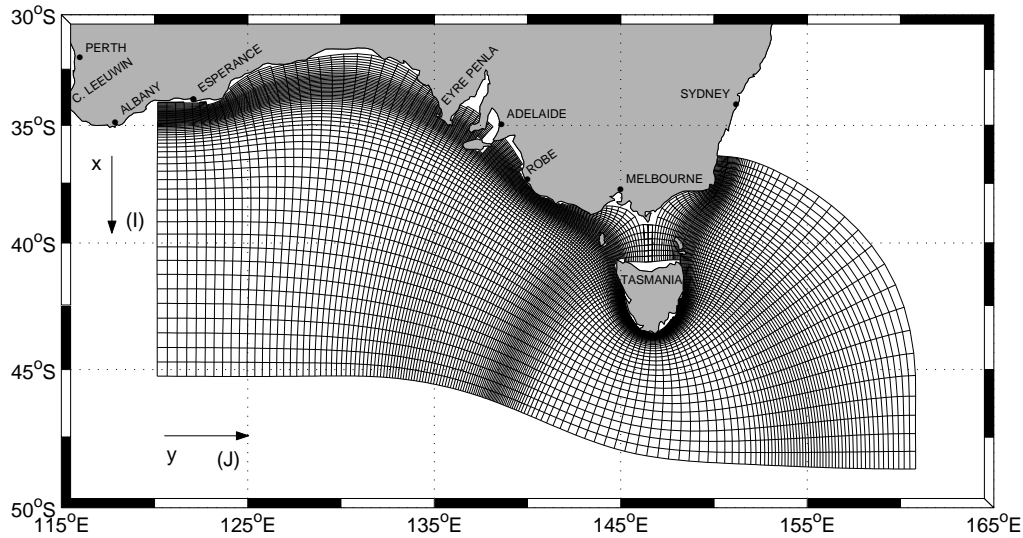 30°S
35°S
40°S
45°S
50°S
115°E
125°E
135°E
145°E
155°E
165°E
PERTH
C. LEEUWIN
ALBANY
ESPERANCE
EYRE PENLA
ADELAIDE
ROBE
MELBOURNE
SYDNEY
TASMANIA
x
(I)
y
(J)